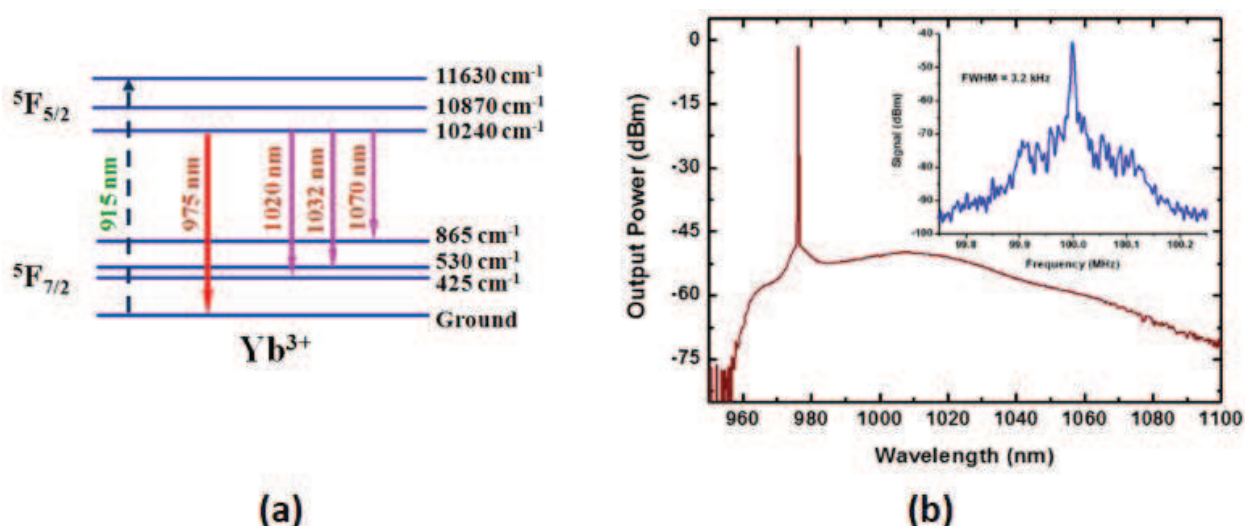 11630 cm-1
⁵F5/2
10870 cm-1
10240 cm-1
915 nm
975 nm
1020 nm
1032 nm
1070 nm
865 cm-1
530 cm-1
⁵F7/2
425 cm-1
Ground
Yb³⁺
(a)
0
-15
-30
-45
-60
-75
Output Power (dBm)
960 980 1000 1020 1040 1060 1080 1100
Wavelength (nm)
-40
-50
-60
-70
-80
-90
-100
Signal (dBm)
FWHM = 3.2 kHz
99.8 99.9 100.0 100.1 100.2
Frequency (MHz)
(b)